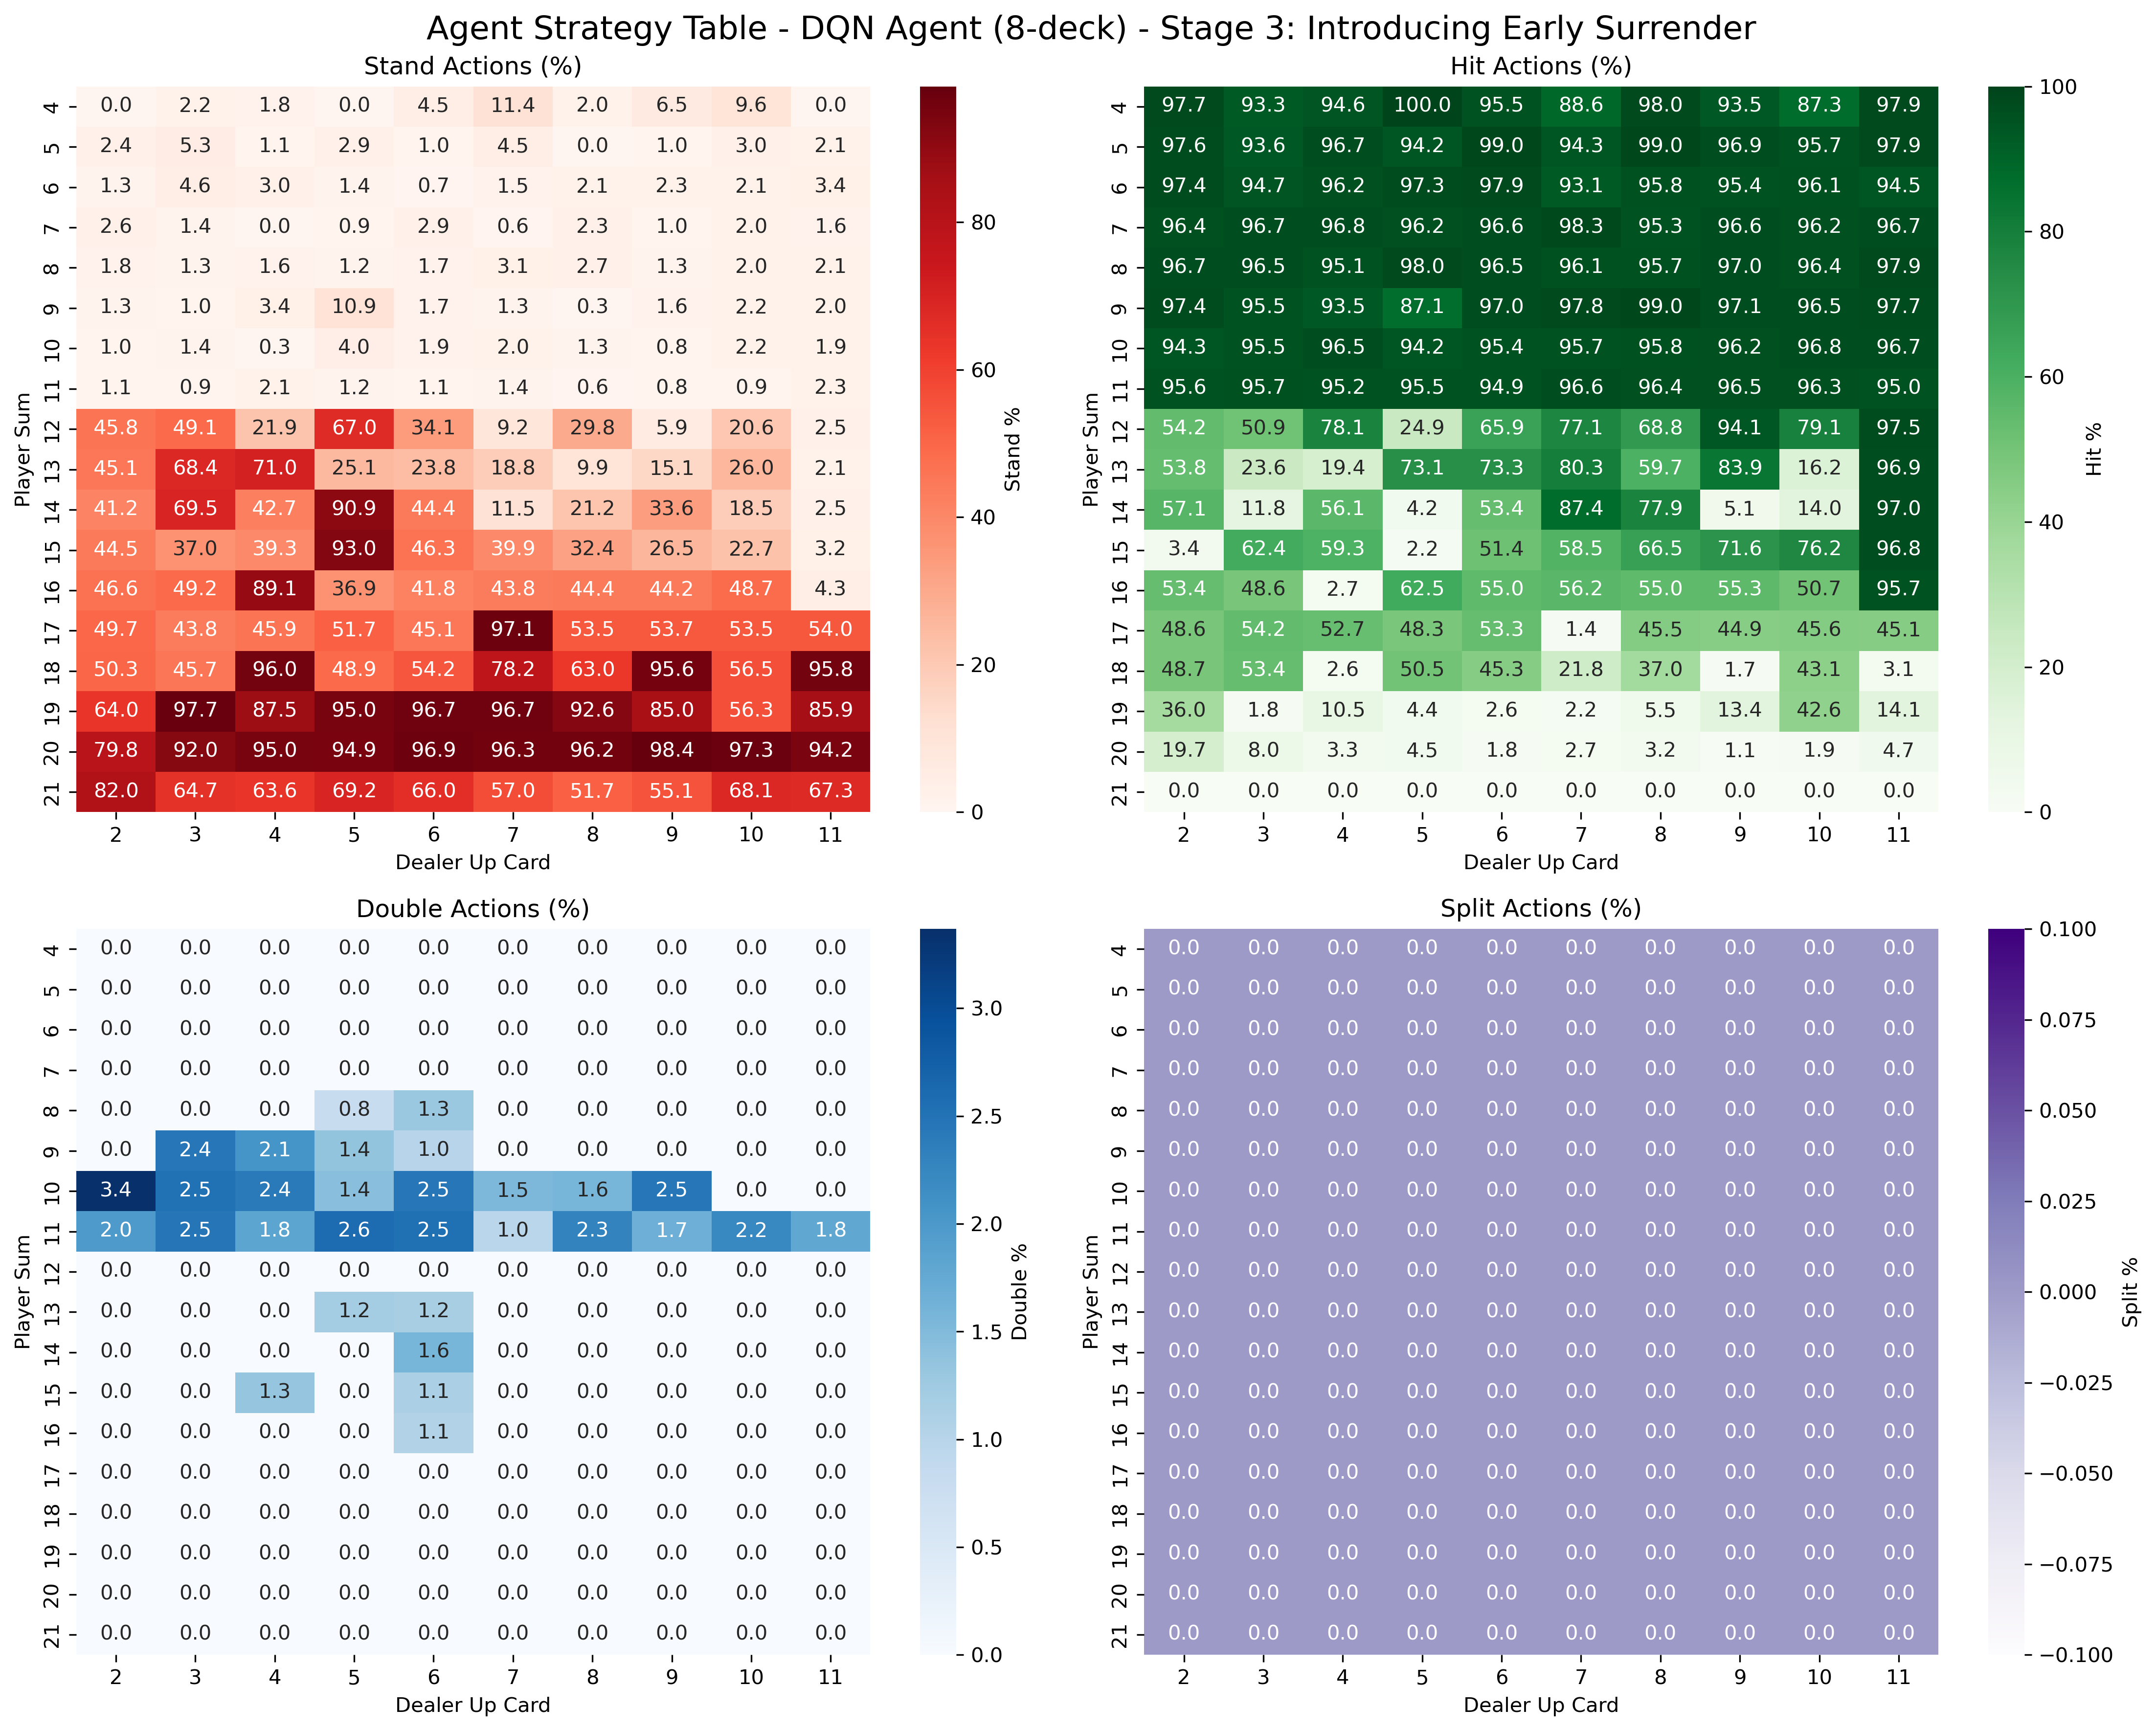 Agent Strategy Table - DQN Agent (8-deck) - Stage 3: Introducing Early Surrender
Stand Actions (%)
4 0.0 2.2 1.8 0.0 4.5 11.4 2.0 6.5 9.6 0.0
5 2.4 5.3 1.1 2.9 1.0 4.5 0.0 1.0 3.0 2.1
6 1.3 4.6 3.0 1.4 0.7 1.5 2.1 2.3 2.1 3.4
7 2.6 1.4 0.0 0.9 2.9 0.6 2.3 1.0 2.0 1.6
8 1.8 1.3 1.6 1.2 1.7 3.1 2.7 1.3 2.0 2.1
9 1.3 1.0 3.4 10.9 1.7 1.3 0.3 1.6 2.2 2.0
10 1.0 1.4 0.3 4.0 1.9 2.0 1.3 0.8 2.2 1.9
11 1.1 0.9 2.1 1.2 1.1 1.4 0.6 0.8 0.9 2.3
12 45.8 49.1 21.9 67.0 34.1 9.2 29.8 5.9 20.6 2.5
13 45.1 68.4 71.0 25.1 23.8 18.8 9.9 15.1 26.0 2.1
14 41.2 69.5 42.7 90.9 44.4 11.5 21.2 33.6 18.5 2.5
15 44.5 37.0 39.3 93.0 46.3 39.9 32.4 26.5 22.7 3.2
16 46.6 49.2 89.1 36.9 41.8 43.8 44.4 44.2 48.7 4.3
17 49.7 43.8 45.9 51.7 45.1 97.1 53.5 53.7 53.5 54.0
18 50.3 45.7 96.0 48.9 54.2 78.2 63.0 95.6 56.5 95.8
19 64.0 97.7 87.5 95.0 96.7 96.7 92.6 85.0 56.3 85.9
20 79.8 92.0 95.0 94.9 96.9 96.3 96.2 98.4 97.3 94.2
21 82.0 64.7 63.6 69.2 66.0 57.0 51.7 55.1 68.1 67.3
2 3 4 5 6 7 8 9 10 11
Dealer Up Card
Player Sum
80
60
40
20
0
Stand %
Hit Actions (%)
4 97.7 93.3 94.6 100.0 95.5 88.6 98.0 93.5 87.3 97.9
5 97.6 93.6 96.7 94.2 99.0 94.3 99.0 96.9 95.7 97.9
6 97.4 94.7 96.2 97.3 97.9 93.1 95.8 95.4 96.1 94.5
7 96.4 96.7 96.8 96.2 96.6 98.3 95.3 96.6 96.2 96.7
8 96.7 96.5 95.1 98.0 96.5 96.1 95.7 97.0 96.4 97.9
9 97.4 95.5 93.5 87.1 97.0 97.8 99.0 97.1 96.5 97.7
10 94.3 95.5 96.5 94.2 95.4 95.7 95.8 96.2 96.8 96.7
11 95.6 95.7 95.2 95.5 94.9 96.6 96.4 96.5 96.3 95.0
12 54.2 50.9 78.1 24.9 65.9 77.1 68.8 94.1 79.1 97.5
13 53.8 23.6 19.4 73.1 73.3 80.3 59.7 83.9 16.2 96.9
14 57.1 11.8 56.1 4.2 53.4 87.4 77.9 5.1 14.0 97.0
15 3.4 62.4 59.3 2.2 51.4 58.5 66.5 71.6 76.2 96.8
16 53.4 48.6 2.7 62.5 55.0 56.2 55.0 55.3 50.7 95.7
17 48.6 54.2 52.7 48.3 53.3 1.4 45.5 44.9 45.6 45.1
18 48.7 53.4 2.6 50.5 45.3 21.8 37.0 1.7 43.1 3.1
19 36.0 1.8 10.5 4.4 2.6 2.2 5.5 13.4 42.6 14.1
20 19.7 8.0 3.3 4.5 1.8 2.7 3.2 1.1 1.9 4.7
21 0.0 0.0 0.0 0.0 0.0 0.0 0.0 0.0 0.0 0.0
2 3 4 5 6 7 8 9 10 11
Dealer Up Card
Player Sum
100
80
60
40
20
0
Hit %
Double Actions (%)
4 0.0 0.0 0.0 0.0 0.0 0.0 0.0 0.0 0.0 0.0
5 0.0 0.0 0.0 0.0 0.0 0.0 0.0 0.0 0.0 0.0
6 0.0 0.0 0.0 0.0 0.0 0.0 0.0 0.0 0.0 0.0
7 0.0 0.0 0.0 0.0 0.0 0.0 0.0 0.0 0.0 0.0
8 0.0 0.0 0.0 0.8 1.3 0.0 0.0 0.0 0.0 0.0
9 0.0 2.4 2.1 1.4 1.0 0.0 0.0 0.0 0.0 0.0
10 3.4 2.5 2.4 1.4 2.5 1.5 1.6 2.5 0.0 0.0
11 2.0 2.5 1.8 2.6 2.5 1.0 2.3 1.7 2.2 1.8
12 0.0 0.0 0.0 0.0 0.0 0.0 0.0 0.0 0.0 0.0
13 0.0 0.0 0.0 1.2 1.2 0.0 0.0 0.0 0.0 0.0
14 0.0 0.0 0.0 0.0 1.6 0.0 0.0 0.0 0.0 0.0
15 0.0 0.0 1.3 0.0 1.1 0.0 0.0 0.0 0.0 0.0
16 0.0 0.0 0.0 0.0 1.1 0.0 0.0 0.0 0.0 0.0
17 0.0 0.0 0.0 0.0 0.0 0.0 0.0 0.0 0.0 0.0
18 0.0 0.0 0.0 0.0 0.0 0.0 0.0 0.0 0.0 0.0
19 0.0 0.0 0.0 0.0 0.0 0.0 0.0 0.0 0.0 0.0
20 0.0 0.0 0.0 0.0 0.0 0.0 0.0 0.0 0.0 0.0
21 0.0 0.0 0.0 0.0 0.0 0.0 0.0 0.0 0.0 0.0
2 3 4 5 6 7 8 9 10 11
Dealer Up Card
Player Sum
3.0
2.5
2.0
1.5
1.0
0.5
0.0
Double %
Split Actions (%)
4 0.0 0.0 0.0 0.0 0.0 0.0 0.0 0.0 0.0 0.0
5 0.0 0.0 0.0 0.0 0.0 0.0 0.0 0.0 0.0 0.0
6 0.0 0.0 0.0 0.0 0.0 0.0 0.0 0.0 0.0 0.0
7 0.0 0.0 0.0 0.0 0.0 0.0 0.0 0.0 0.0 0.0
8 0.0 0.0 0.0 0.0 0.0 0.0 0.0 0.0 0.0 0.0
9 0.0 0.0 0.0 0.0 0.0 0.0 0.0 0.0 0.0 0.0
10 0.0 0.0 0.0 0.0 0.0 0.0 0.0 0.0 0.0 0.0
11 0.0 0.0 0.0 0.0 0.0 0.0 0.0 0.0 0.0 0.0
12 0.0 0.0 0.0 0.0 0.0 0.0 0.0 0.0 0.0 0.0
13 0.0 0.0 0.0 0.0 0.0 0.0 0.0 0.0 0.0 0.0
14 0.0 0.0 0.0 0.0 0.0 0.0 0.0 0.0 0.0 0.0
15 0.0 0.0 0.0 0.0 0.0 0.0 0.0 0.0 0.0 0.0
16 0.0 0.0 0.0 0.0 0.0 0.0 0.0 0.0 0.0 0.0
17 0.0 0.0 0.0 0.0 0.0 0.0 0.0 0.0 0.0 0.0
18 0.0 0.0 0.0 0.0 0.0 0.0 0.0 0.0 0.0 0.0
19 0.0 0.0 0.0 0.0 0.0 0.0 0.0 0.0 0.0 0.0
20 0.0 0.0 0.0 0.0 0.0 0.0 0.0 0.0 0.0 0.0
21 0.0 0.0 0.0 0.0 0.0 0.0 0.0 0.0 0.0 0.0
2 3 4 5 6 7 8 9 10 11
Dealer Up Card
Player Sum
0.100
0.075
0.050
0.025
0.000
−0.025
−0.050
−0.075
−0.100
Split %